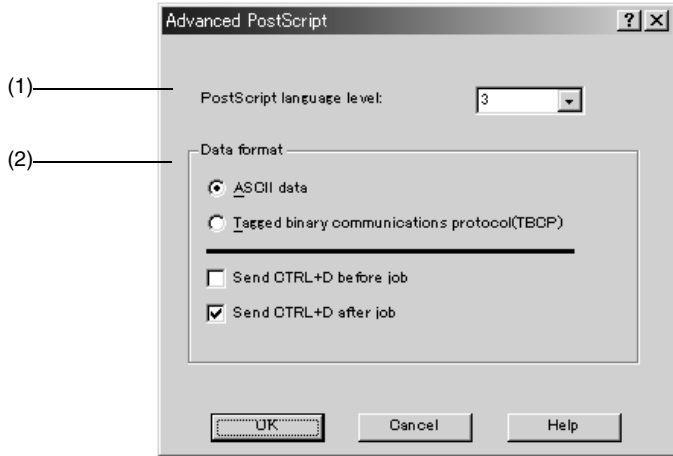 Advanced PostScript
(1)
PostScript language level: 3
(2)
Data format
ASCII data
Tagged binary communications protocol(TBCP)
Send CTRL+D before job
Send CTRL+D after job
OK Cancel Help